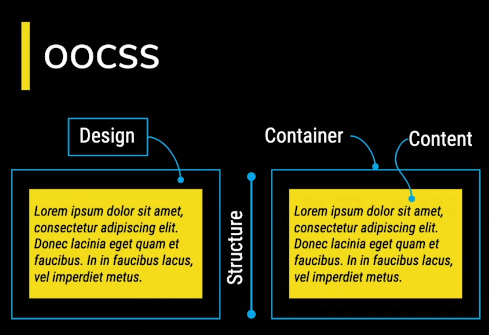 oocss
Design
Container
Content
Structure
Lorem ipsum dolor sit amet,
consectetur adipiscing elit.
Donec lacinia eget quam et
faucibus. In in faucibus lacus,
vel imperdiet metus.
Lorem ipsum dolor sit amet,
consectetur adipiscing elit.
Donec lacinia eget quam et
faucibus. In in faucibus lacus,
vel imperdiet metus.